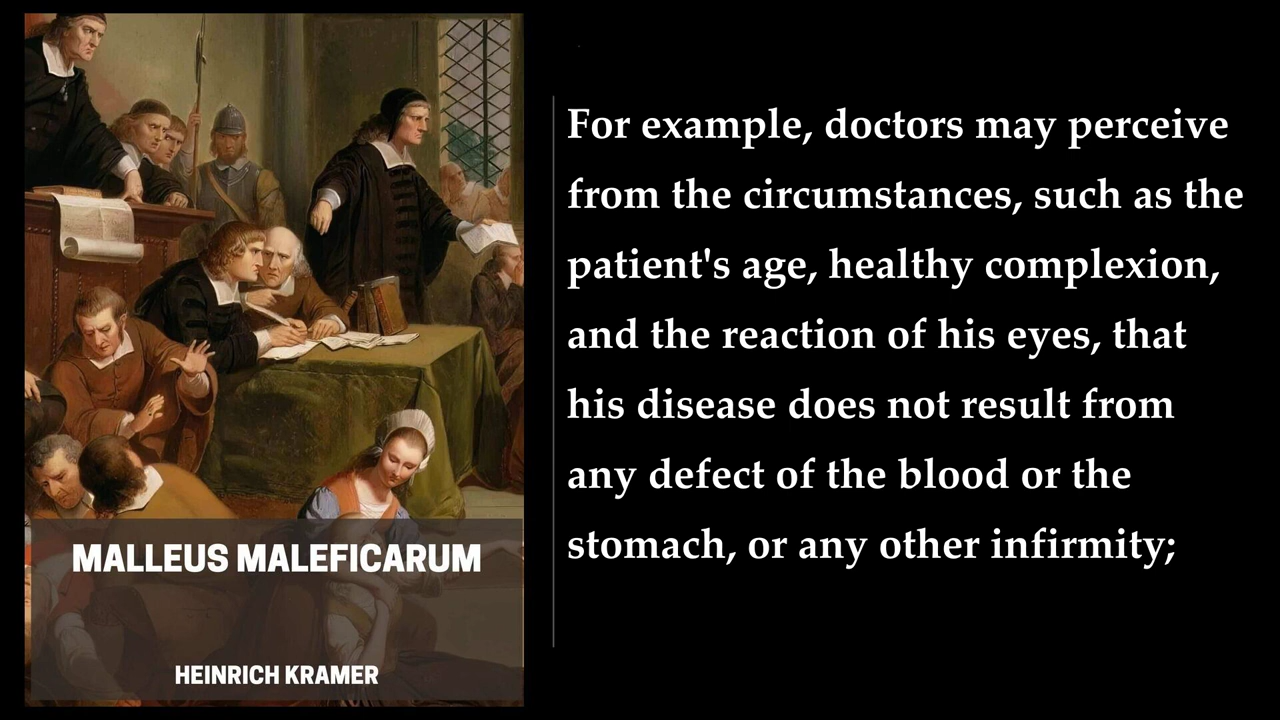 MALLEUS MALEFICARUM
HEINRICH KRAMER
For example, doctors may perceive
from the circumstances, such as the
patient's age, healthy complexion,
and the reaction of his eyes, that
his disease does not result from
any defect of the blood or the
stomach, or any other infirmity;